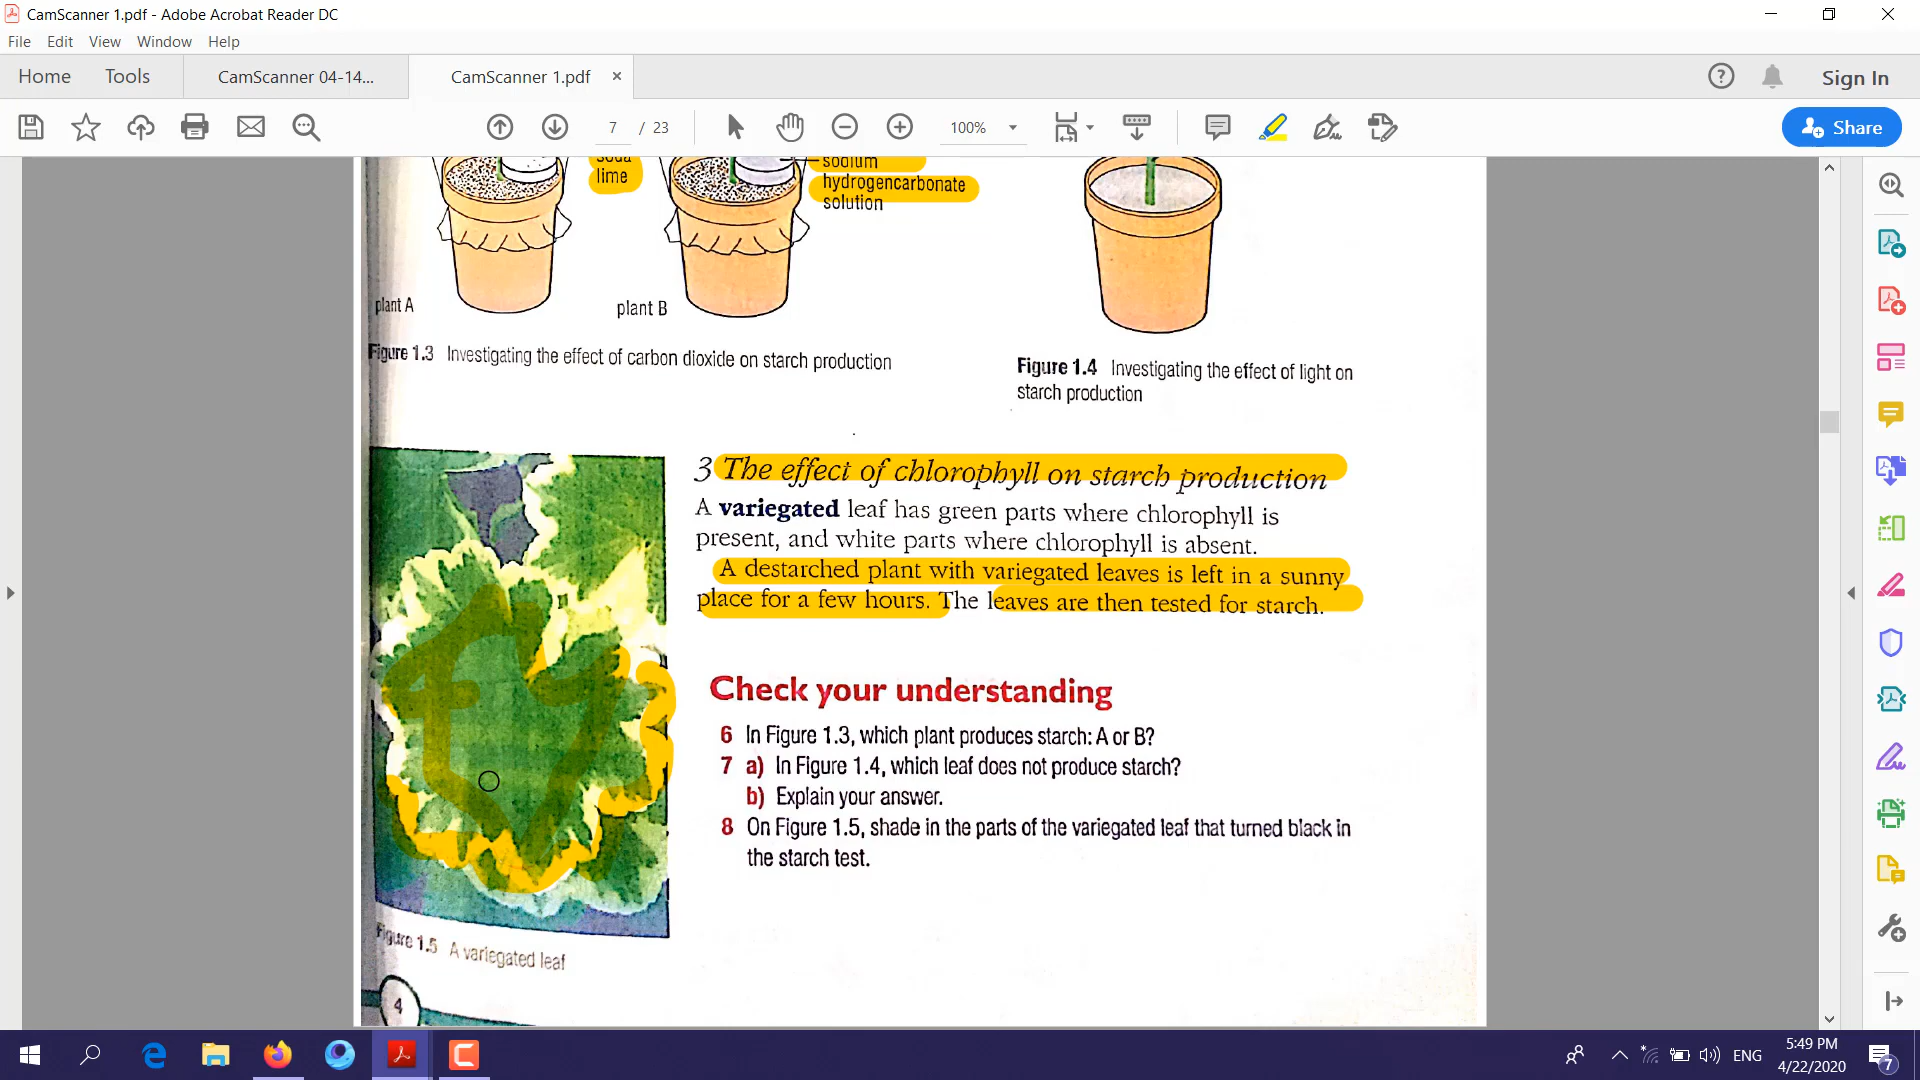 CamScanner 1.pdf - Adobe Acrobat Reader DC
File Edit View Window Help
Home Tools CamScanner 04-14... CamScanner 1.pdf × Sign In
7 / 23 100% Share
soda
lime
sodium
hydrogencarbonate
solution
plant A
plant B
Figure 1.3 Investigating the effect of carbon dioxide on starch production
Figure 1.4 Investigating the effect of light on
starch production
3 The effect of chlorophyll on starch production
A variegated leaf has green parts where chlorophyll is
present, and white parts where chlorophyll is absent.
A destarched plant with variegated leaves is left in a sunny
place for a few hours. The leaves are then tested for starch.
Check your understanding
6 In Figure 1.3, which plant produces starch: A or B?
7 a) In Figure 1.4, which leaf does not produce starch?
b) Explain your answer.
8 On Figure 1.5, shade in the parts of the variegated leaf that turned black in
the starch test.
Figure 1.5 A variegated leaf
4
ENG
5:49 PM
4/22/2020
7